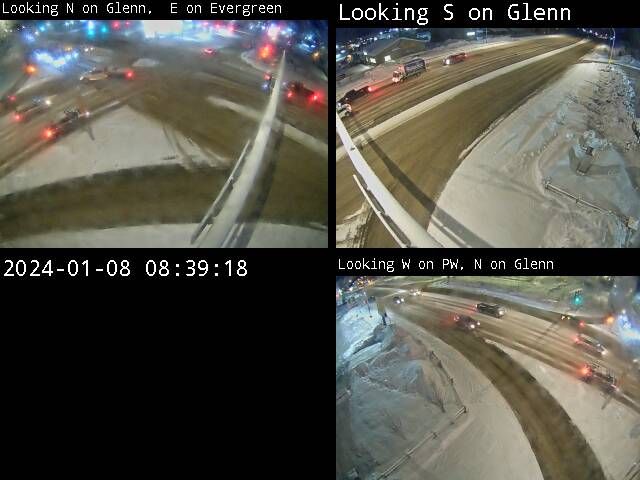 Looking N on Glenn, E on Evergreen
Looking S on Glenn
2024-01-08 08:39:18
Looking W on PW, N on Glenn